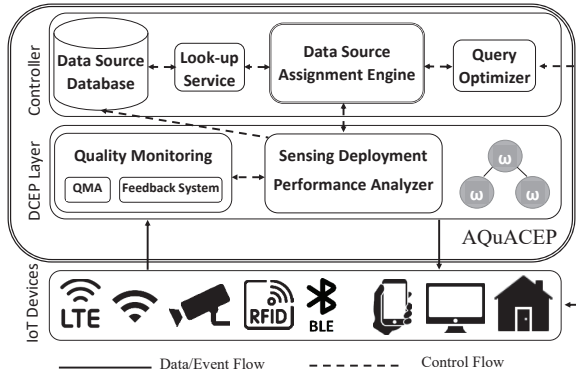 Controller
Data Source
Database
Look-up
Service
Data Source
Assignment Engine
Query
Optimizer
DCEP Layer
Quality Monitoring
QMA
Feedback System
Sensing Deployment
Performance Analyzer
ω
ω
ω
AQuACEP
IoT Devices
LTE
RFID
BLE
Data/Event Flow
Control Flow